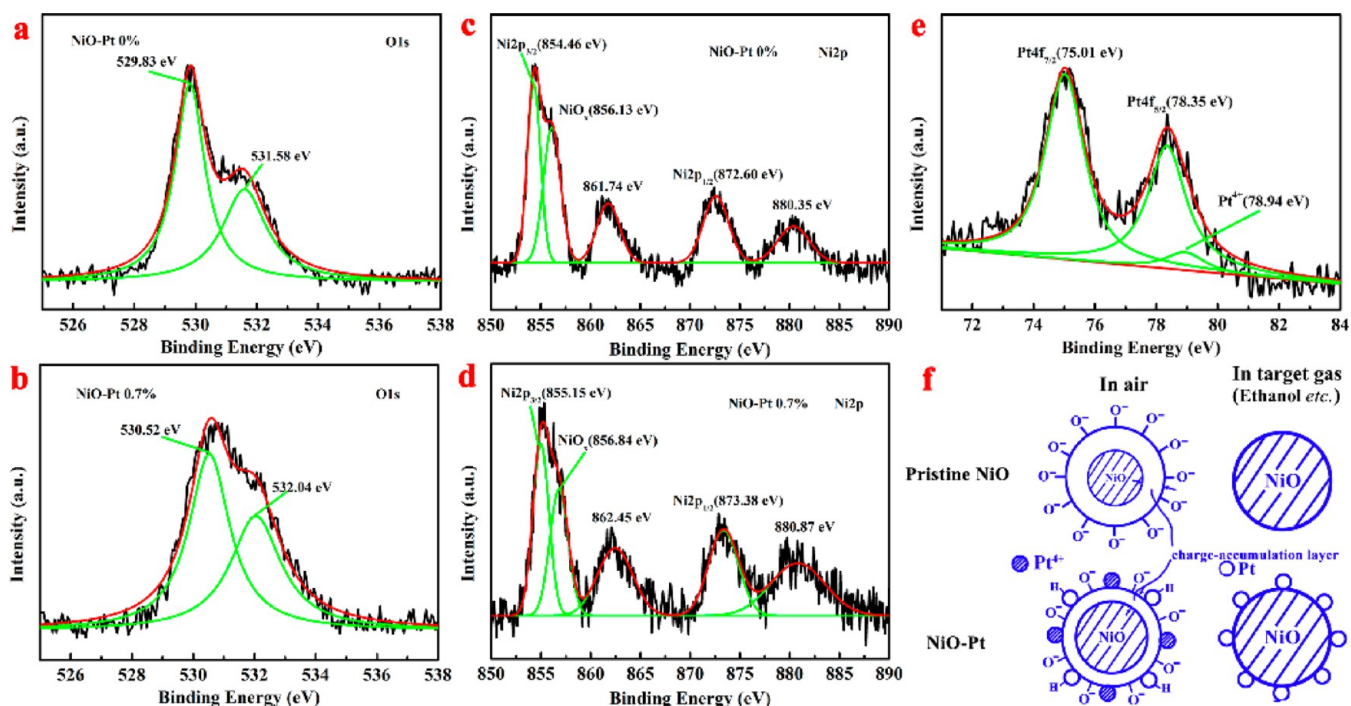 a
NiO-Pt 0%
O1s
529.83 eV
531.58 eV
Intensity (a.u.)
526 528 530 532 534 536 538
Binding Energy (eV)
b
NiO-Pt 0.7%
O1s
530.52 eV
532.04 eV
Intensity (a.u.)
526 528 530 532 534 536 538
Binding Energy (eV)
c
Ni2p3/2(854.46 eV)
NiO-Pt 0%
Ni2p
NiOx(856.13 eV)
861.74 eV
Ni2p1/2(872.60 eV)
880.35 eV
Intensity (a.u.)
850 855 860 865 870 875 880 885 890
Binding Energy (eV)
d
Ni2p3/2(855.15 eV)
NiO-Pt 0.7%
Ni2p
NiOx(856.84 eV)
862.45 eV
Ni2p1/2(873.38 eV)
880.87 eV
Intensity (a.u.)
850 855 860 865 870 875 880 885 890
Binding Energy (eV)
e
Pt4f7/2(75.01 eV)
Pt4f5/2(78.35 eV)
Pt4+(78.94 eV)
Intensity (a.u.)
72 74 76 78 80 82 84
Binding Energy (eV)
f
In air
In target gas
(Ethanol etc.)
O⁻ O⁻ O⁻
O⁻ O⁻
O⁻ O⁻
O⁻ O⁻
O⁻ O⁻ O⁻
Pristine NiO
NiO
NiO
charge-accumulation layer
Pt⁴⁺
Pt
H O⁻ O⁻ H
O⁻ O⁻
O⁻ O⁻
H O⁻ O⁻ H
NiO-Pt
NiO
NiO